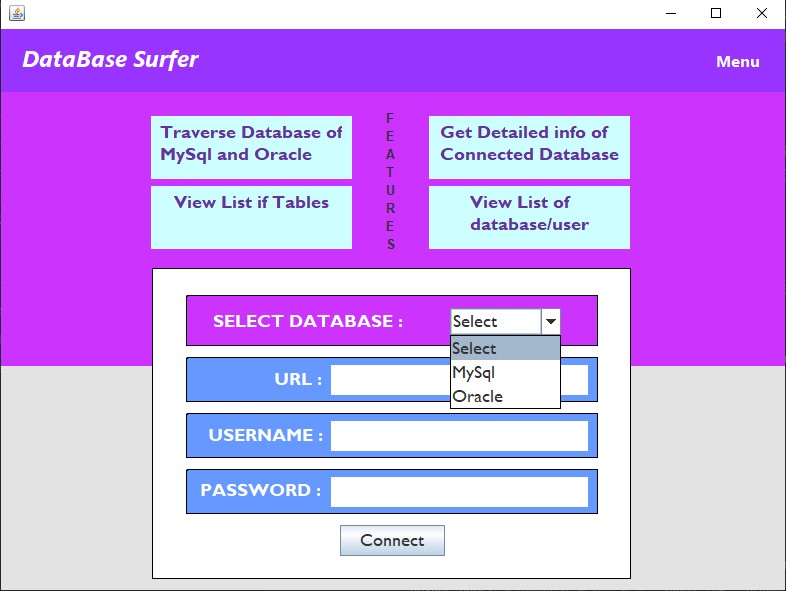 DataBase Surfer
Menu
Traverse Database of
MySql and Oracle
F
E
A
T
U
R
E
S
Get Detailed info of
Connected Database
View List if Tables
View List of
database/user
SELECT DATABASE :
Select
Select
MySql
Oracle
URL :
USERNAME :
PASSWORD :
Connect